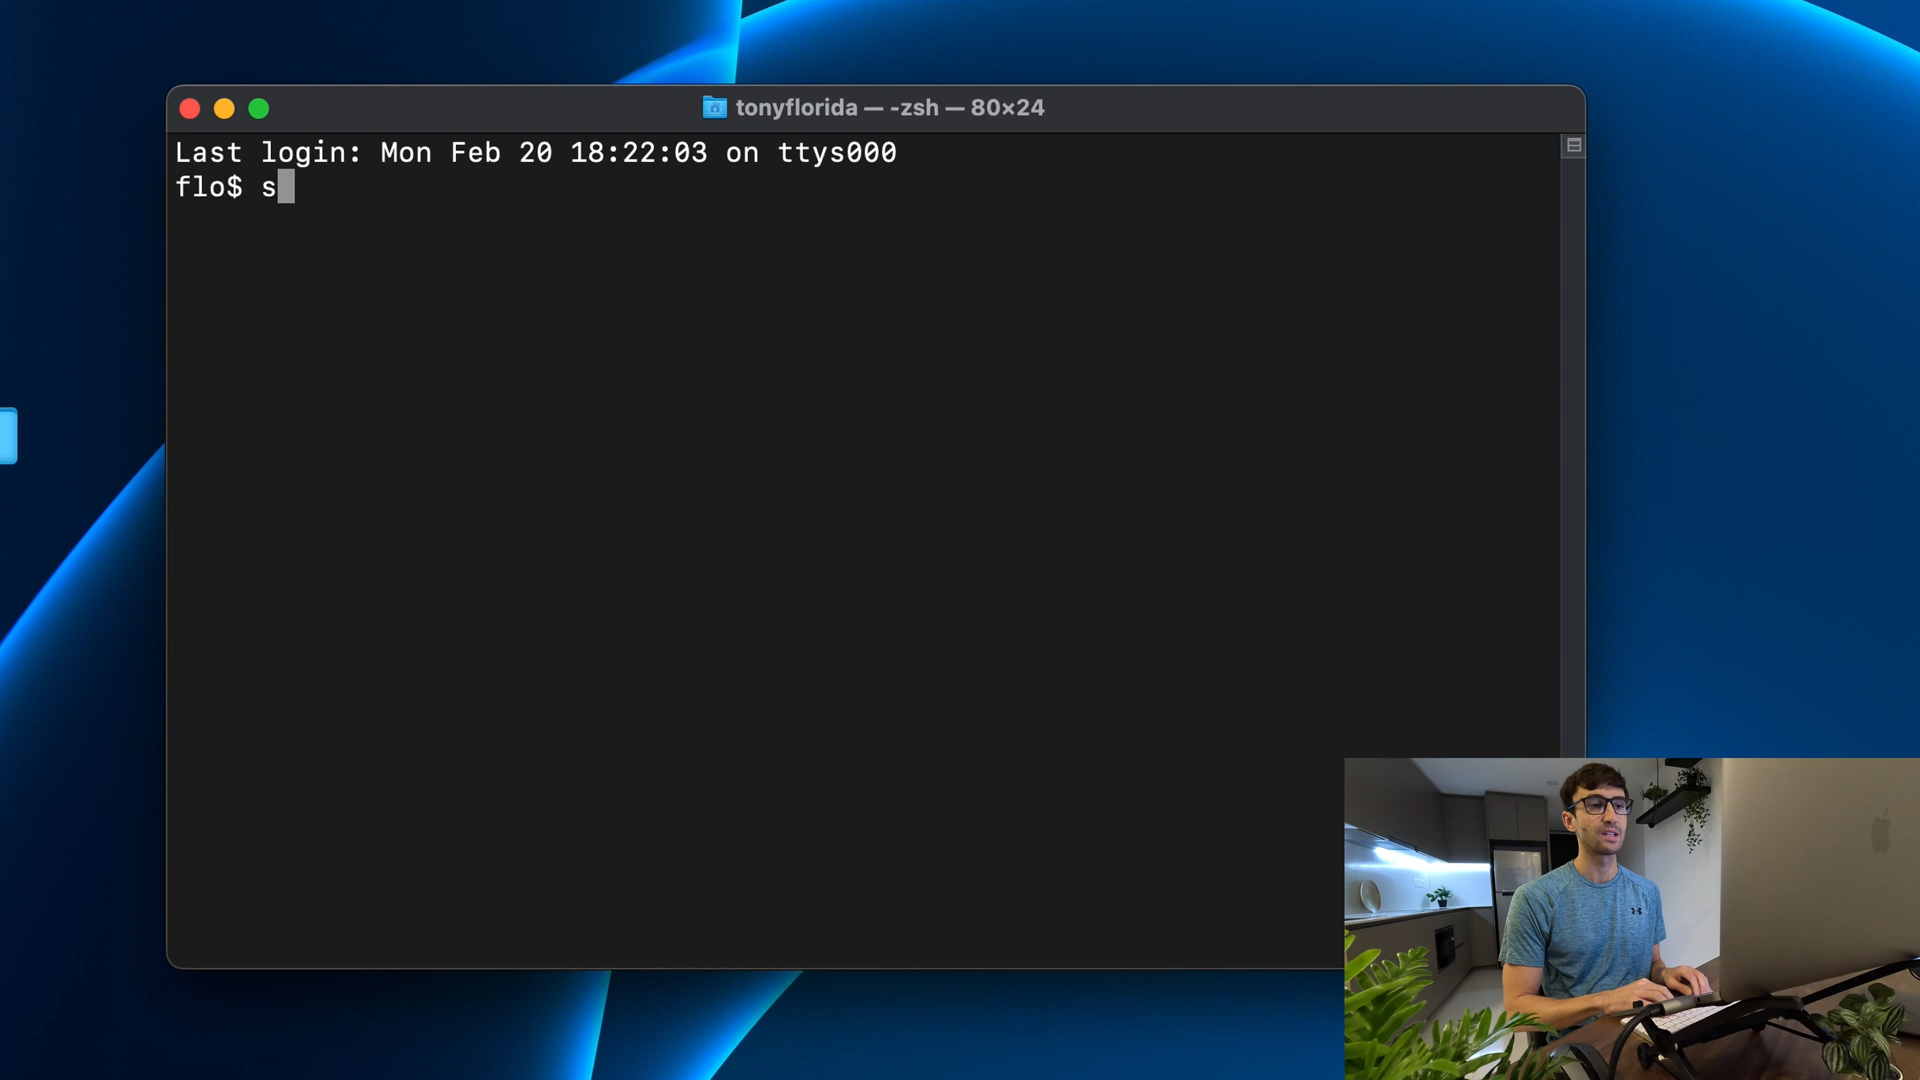 tonyflorida — -zsh — 80×24
Last login: Mon Feb 20 18:22:03 on ttys000
flo$ s